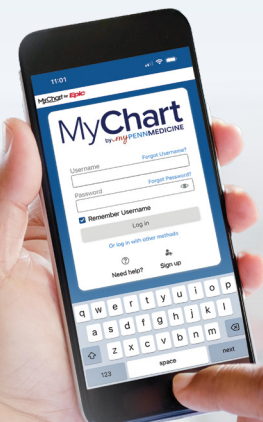 11:01
MyChart by Epic
MyChart
by myPENNMEDICINE
Username
Forgot Username?
Password
Forgot Password?
Remember Username
Log in
Or log in with other methods
Need help?
Sign up
q w e r t y u i o p
a s d f g h j k l
z x c v b n m
123
space
next